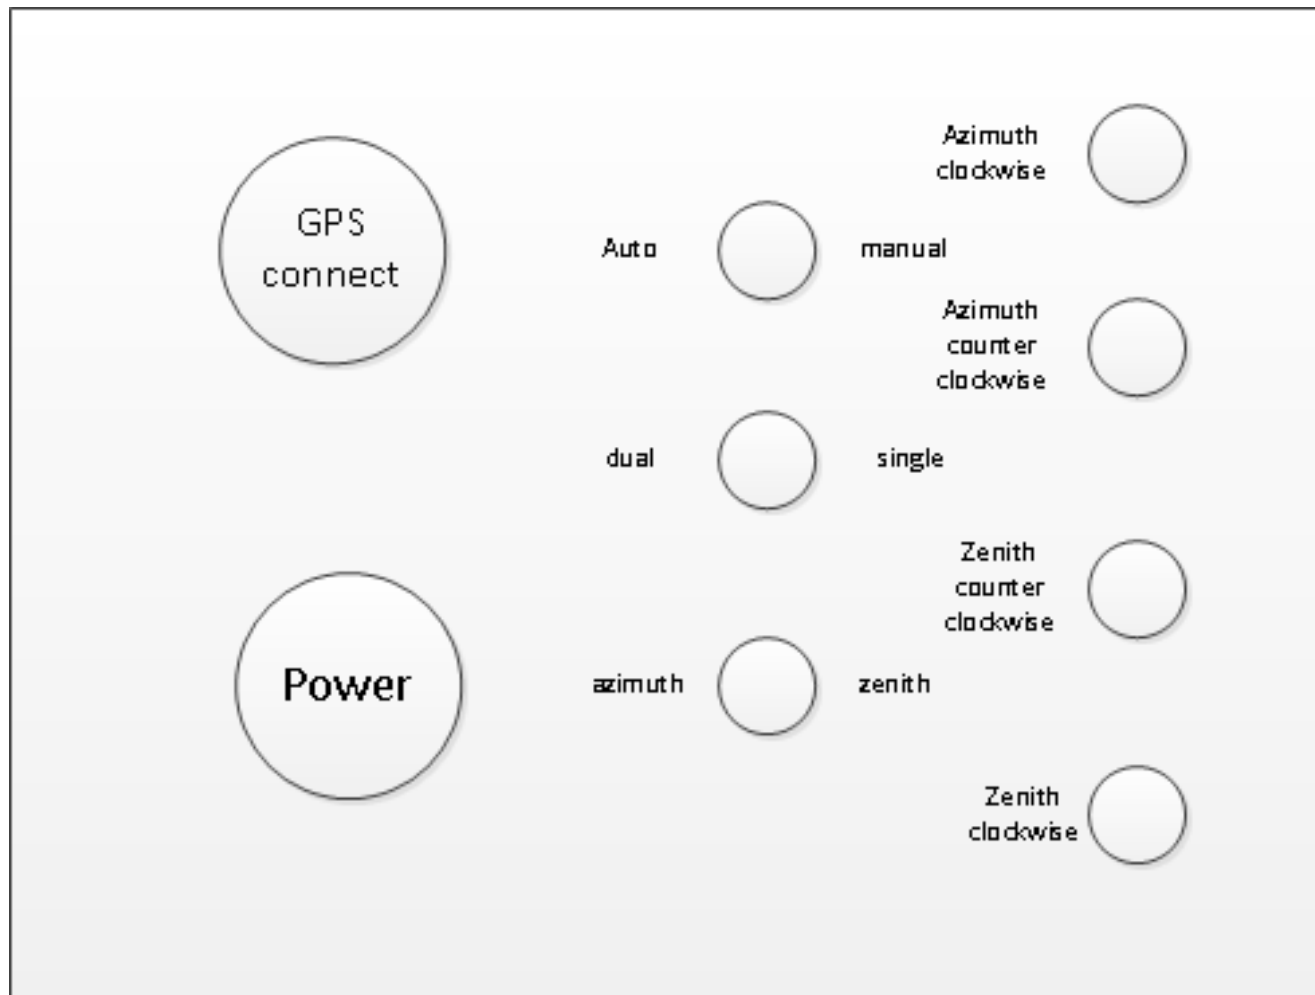 GPS
connect
Power
Auto
manual
dual
single
azimuth
zenith
Azimuth
clockwise
Azimuth
counter
clockwise
Zenith
counter
clockwise
Zenith
clockwise